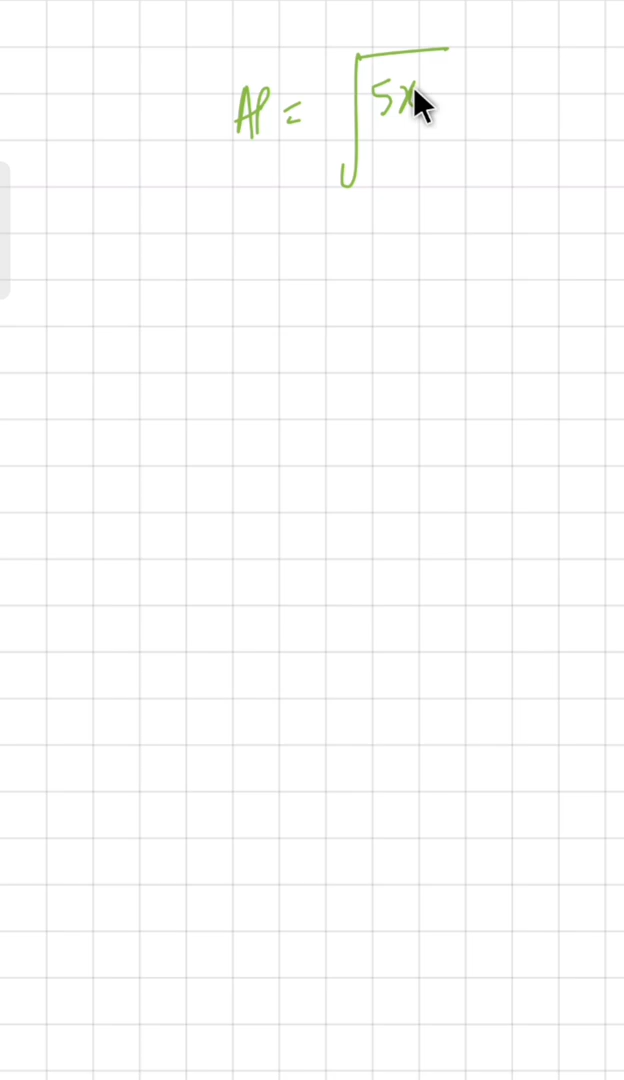 AP = √5x